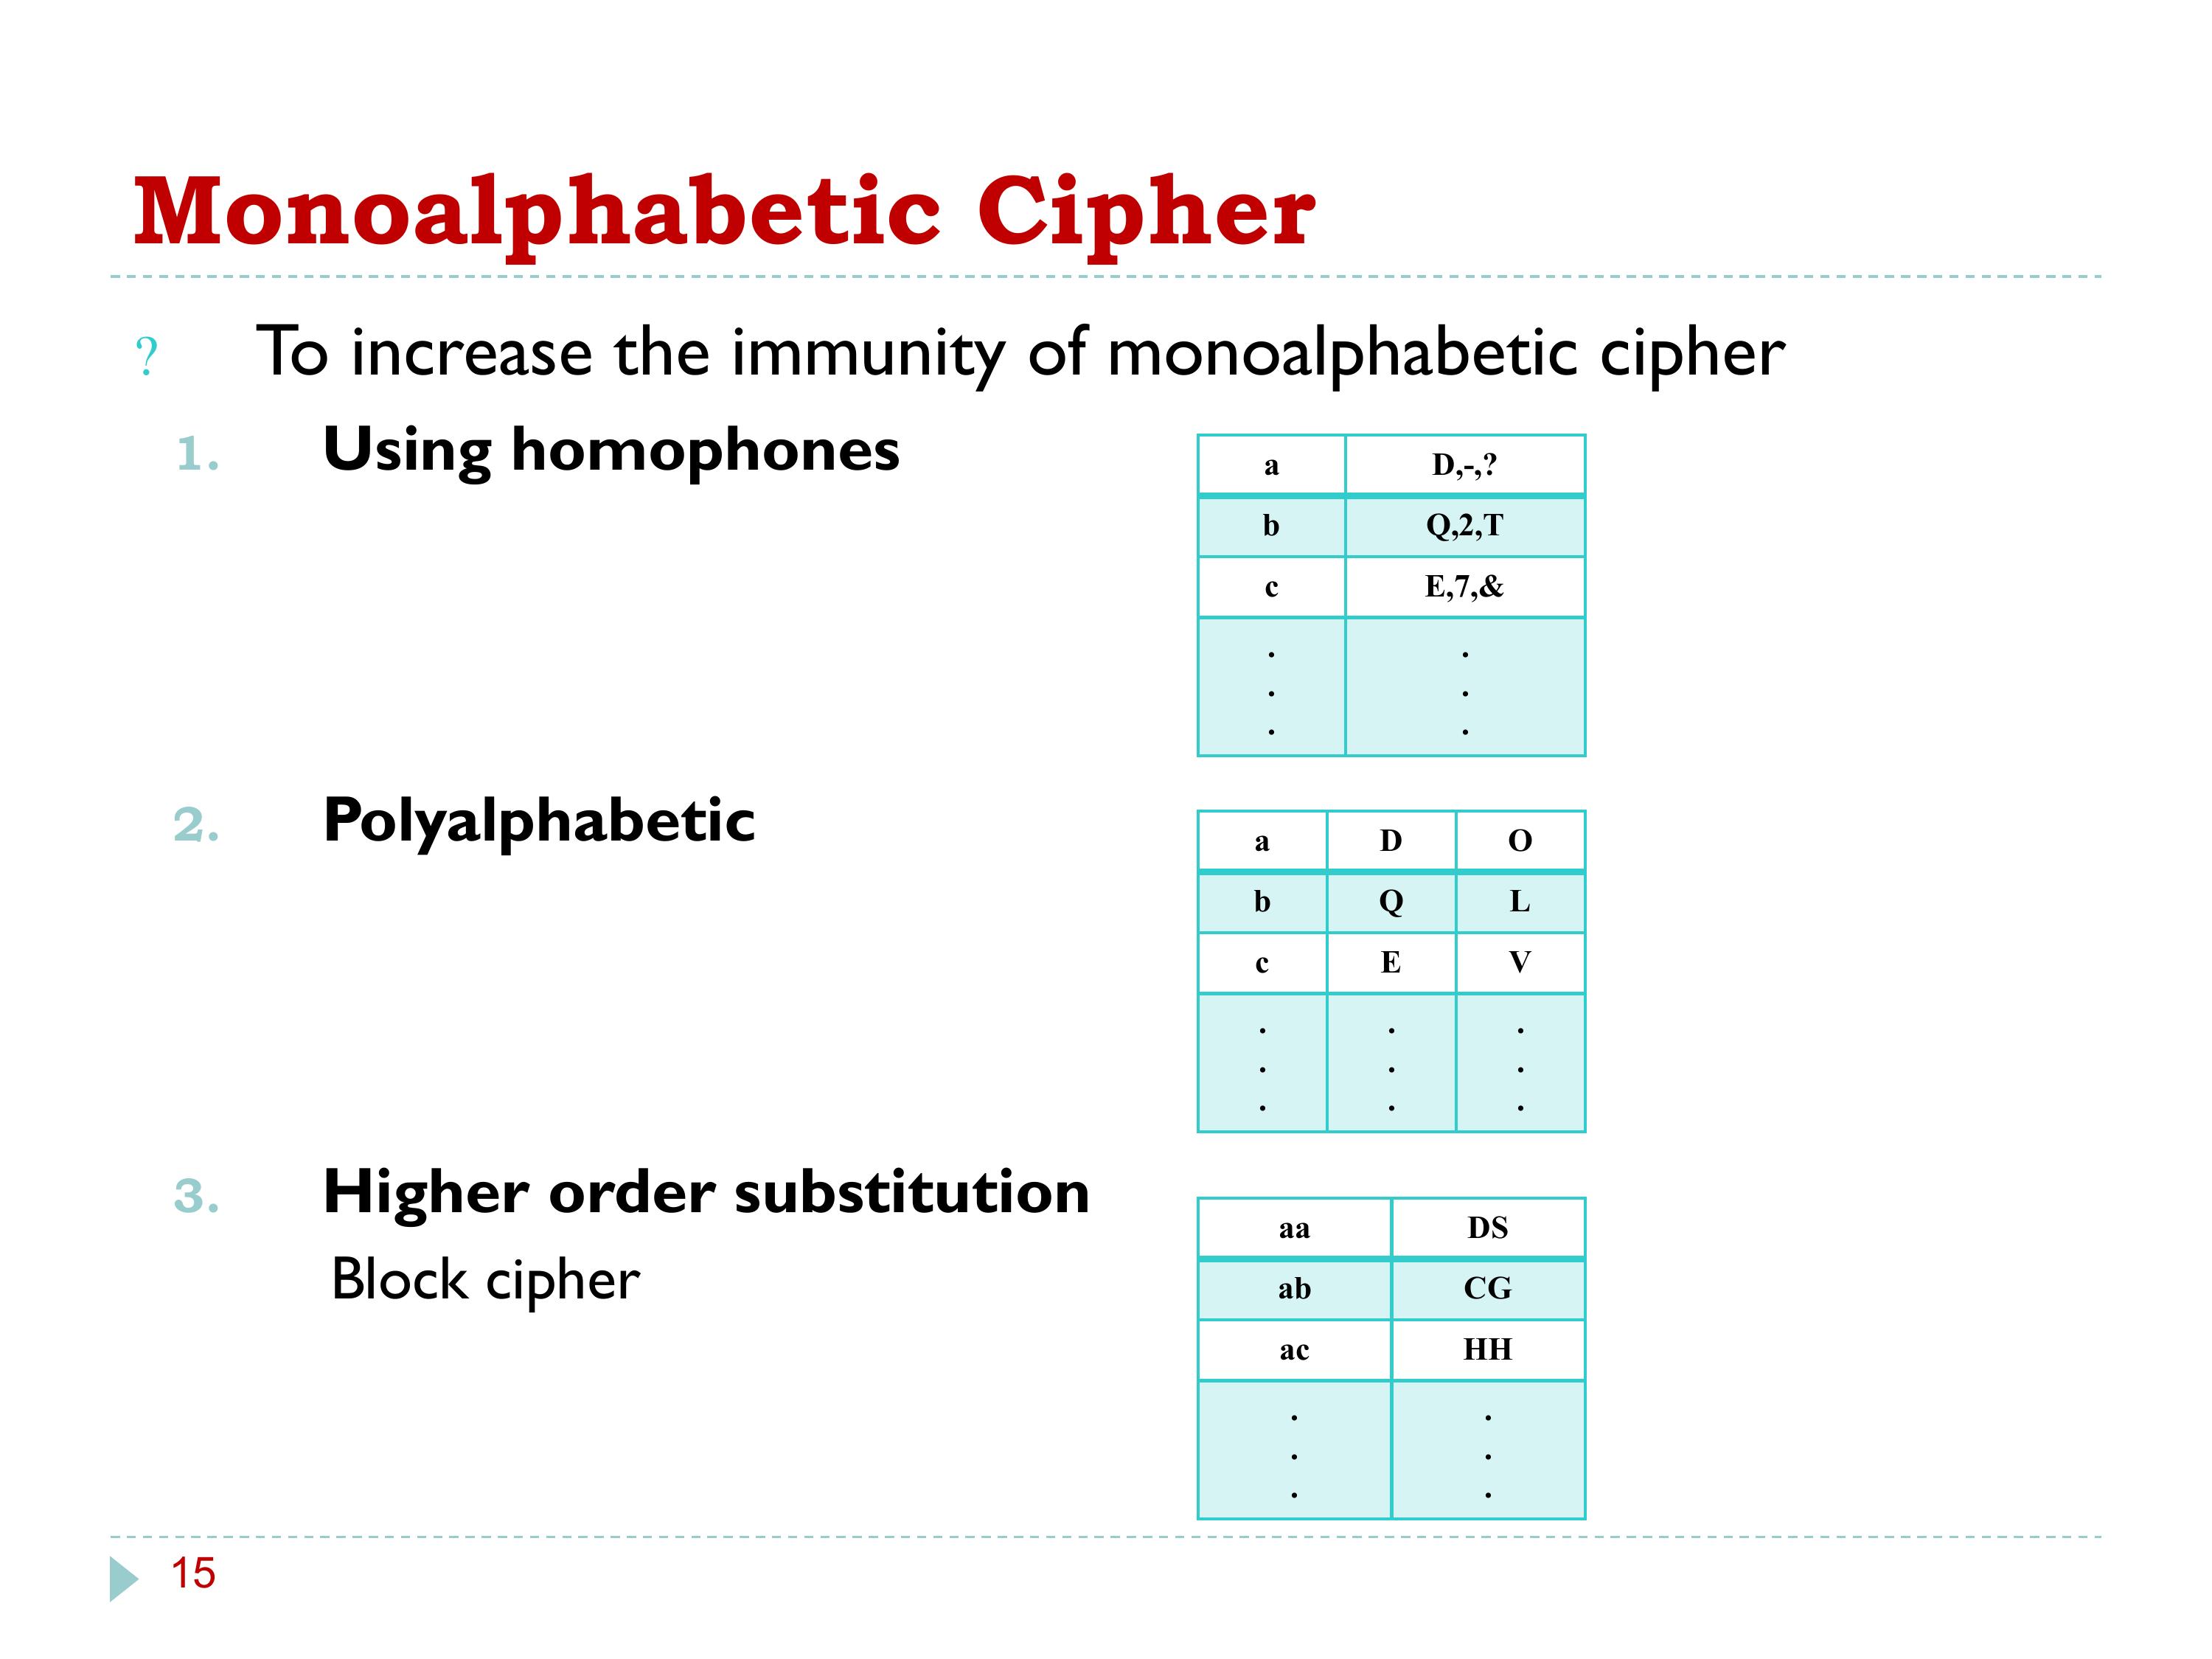 Monoalphabetic Cipher
? To increase the immunity of monoalphabetic cipher
1. Using homophones
a D,-,?
b Q,2,T
c E,7,&
. .
. .
. .
2. Polyalphabetic
a D O
b Q L
c E V
. . .
. . .
. . .
3. Higher order substitution
Block cipher
aa DS
ab CG
ac HH
. .
. .
. .
15